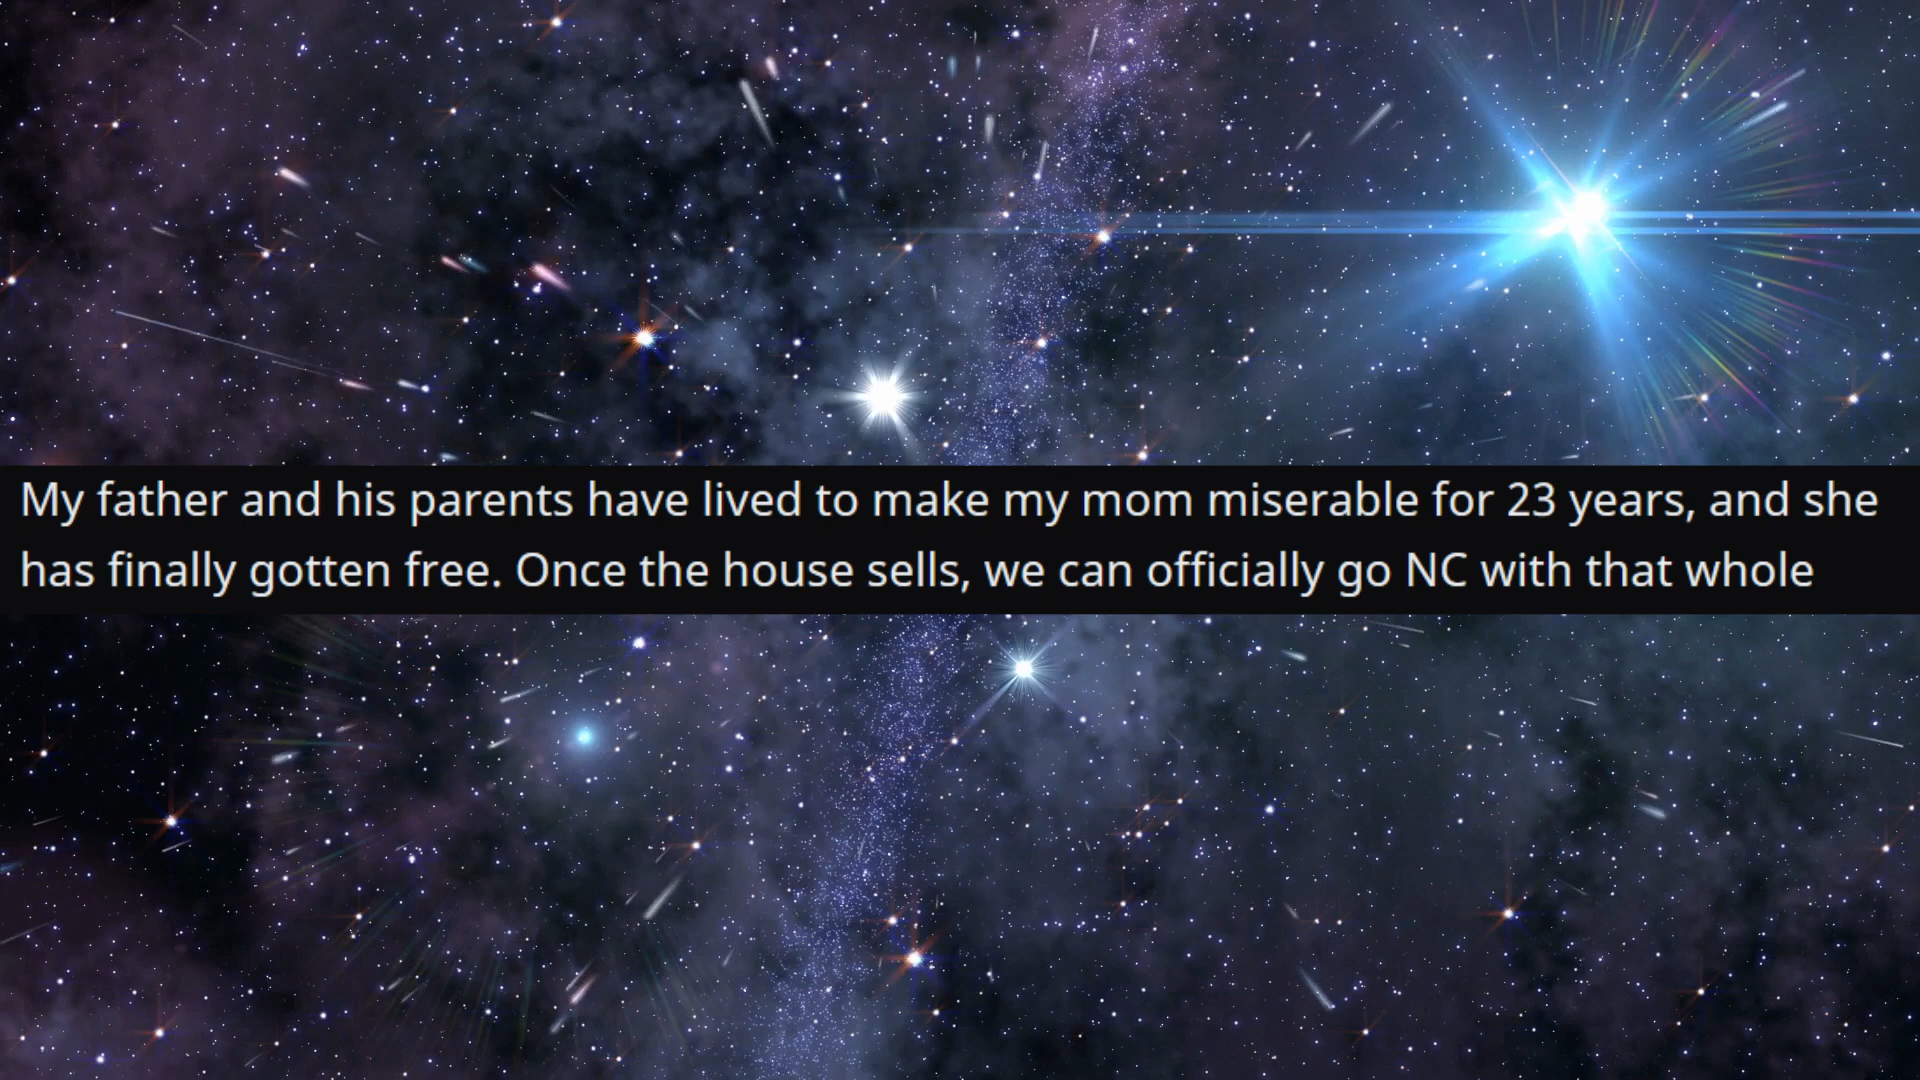 My father and his parents have lived to make my mom miserable for 23 years, and she
has finally gotten free. Once the house sells, we can officially go NC with that whole